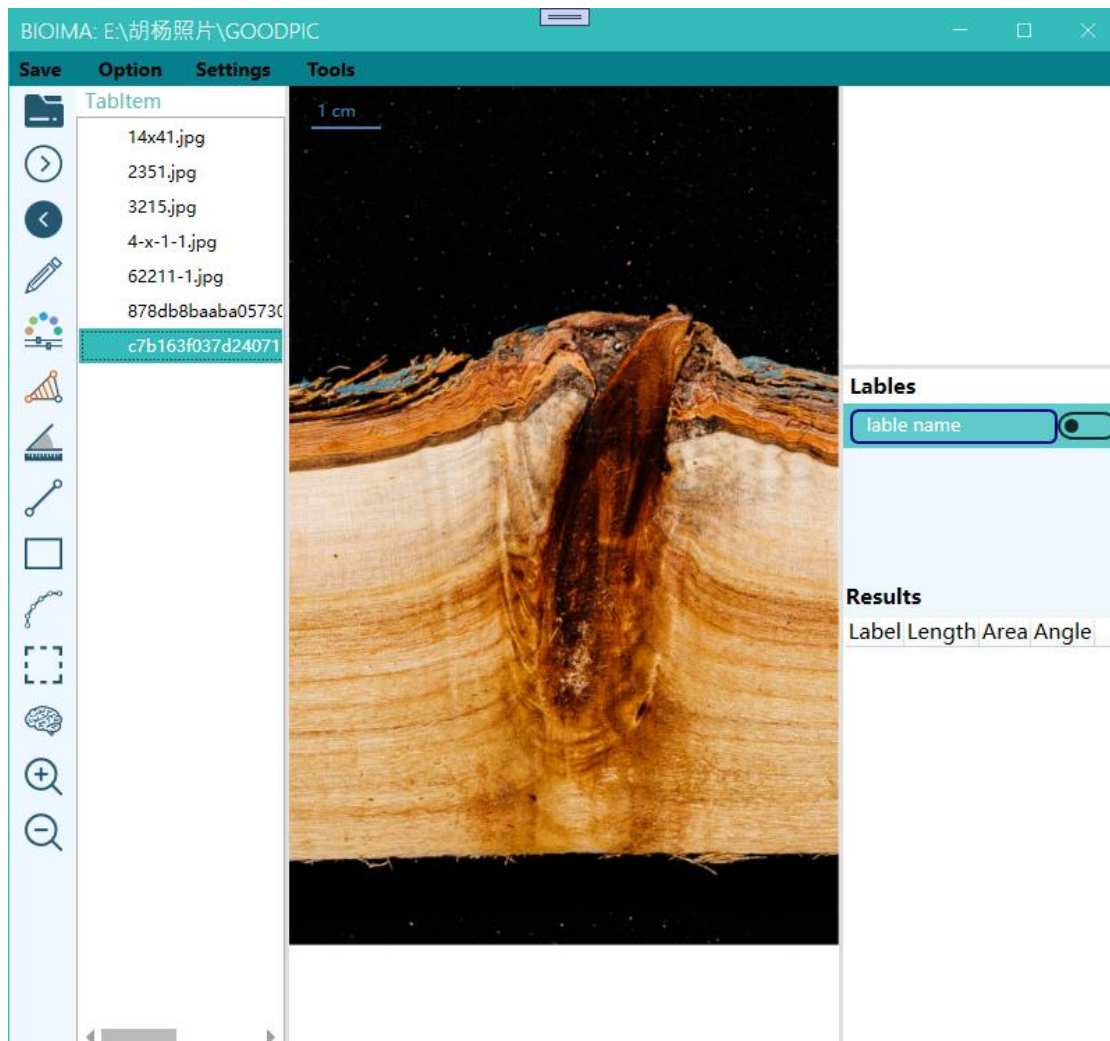 BIOIMA: E:\胡杨照片\GOODPIC
Save Option Settings Tools
TabItem
14x41.jpg
2351.jpg
3215.jpg
4-x-1-1.jpg
62211-1.jpg
878db8baaba05730
c7b163f037d24071
1 cm
Lables
lable name
Results
Label Length Area Angle